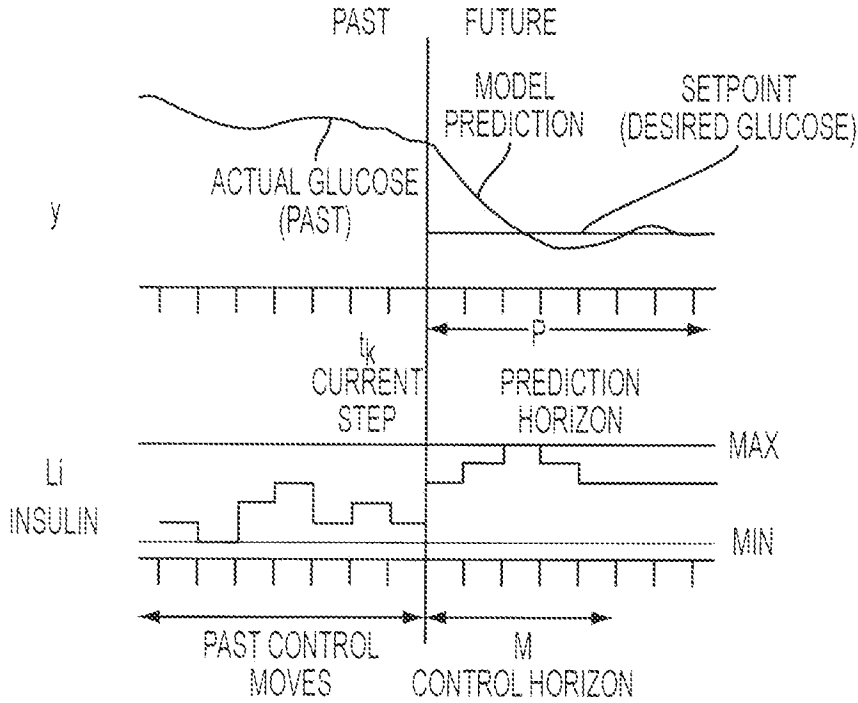 PAST
FUTURE
MODEL
PREDICTION
SETPOINT
(DESIRED GLUCOSE)
ACTUAL GLUCOSE
(PAST)
y
P
tk
CURRENT
STEP
PREDICTION
HORIZON
MAX
Li
INSULIN
MIN
PAST CONTROL
MOVES
M
CONTROL HORIZON